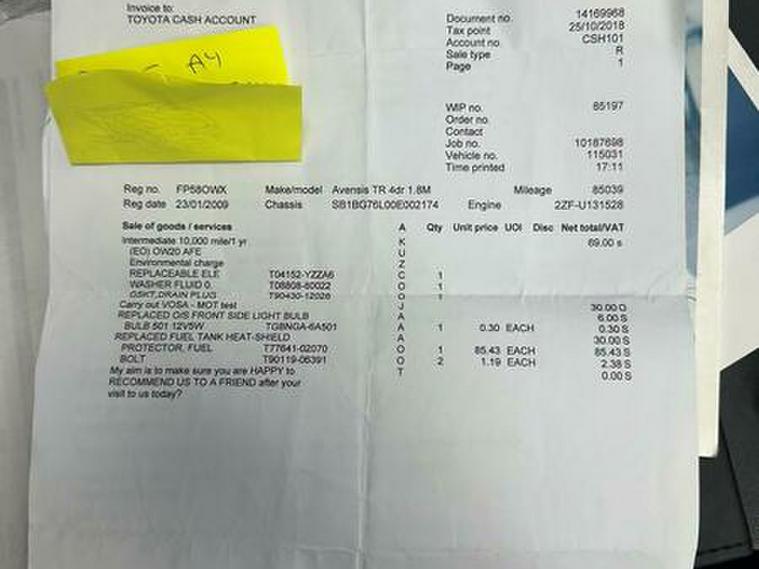 Invoice to:
TOYOTA CASH ACCOUNT
Document no. 14169968
Tax point 25/10/2018
Account no. CSH101
Sale type R
Page 1
A4
WIP no. 85197
Order no.
Contact
Job no. 10187698
Vehicle no. 115031
Time printed 17:11
Reg no. FP58OWX Make/model Avensis TR 4dr 1.8M Mileage 85039
Reg date 23/01/2009 Chassis SB1BG76L00E002174 Engine 2ZF-U131528
Sale of goods / services A Qty Unit price UOI Disc Net total/VAT
Intermediate 10,000 mile/1 yr K 69.00 s
(EO) OW20 AFE U
Environmental charge Z
REPLACEABLE ELE T04152-YZZA6 C 1
WASHER FLUID 0. T08808-80022 O 1
GSKT,DRAIN PLUG T90430-12028 O 1
Carry out VOSA - MOT test J 30.00 O
REPLACED O/S FRONT SIDE LIGHT BULB A 6.00 S
BULB 501 12V5W TGBNGA-6A501 A 1 0.30 EACH 0.30 S
REPLACED FUEL TANK HEAT-SHIELD A 30.00 S
PROTECTOR, FUEL T77641-02070 O 1 85.43 EACH 85.43 S
BOLT T90119-06391 O 2 1.19 EACH 2.38 S
My aim is to make sure you are HAPPY to T 0.00 S
RECOMMEND US TO A FRIEND after your
visit to us today?